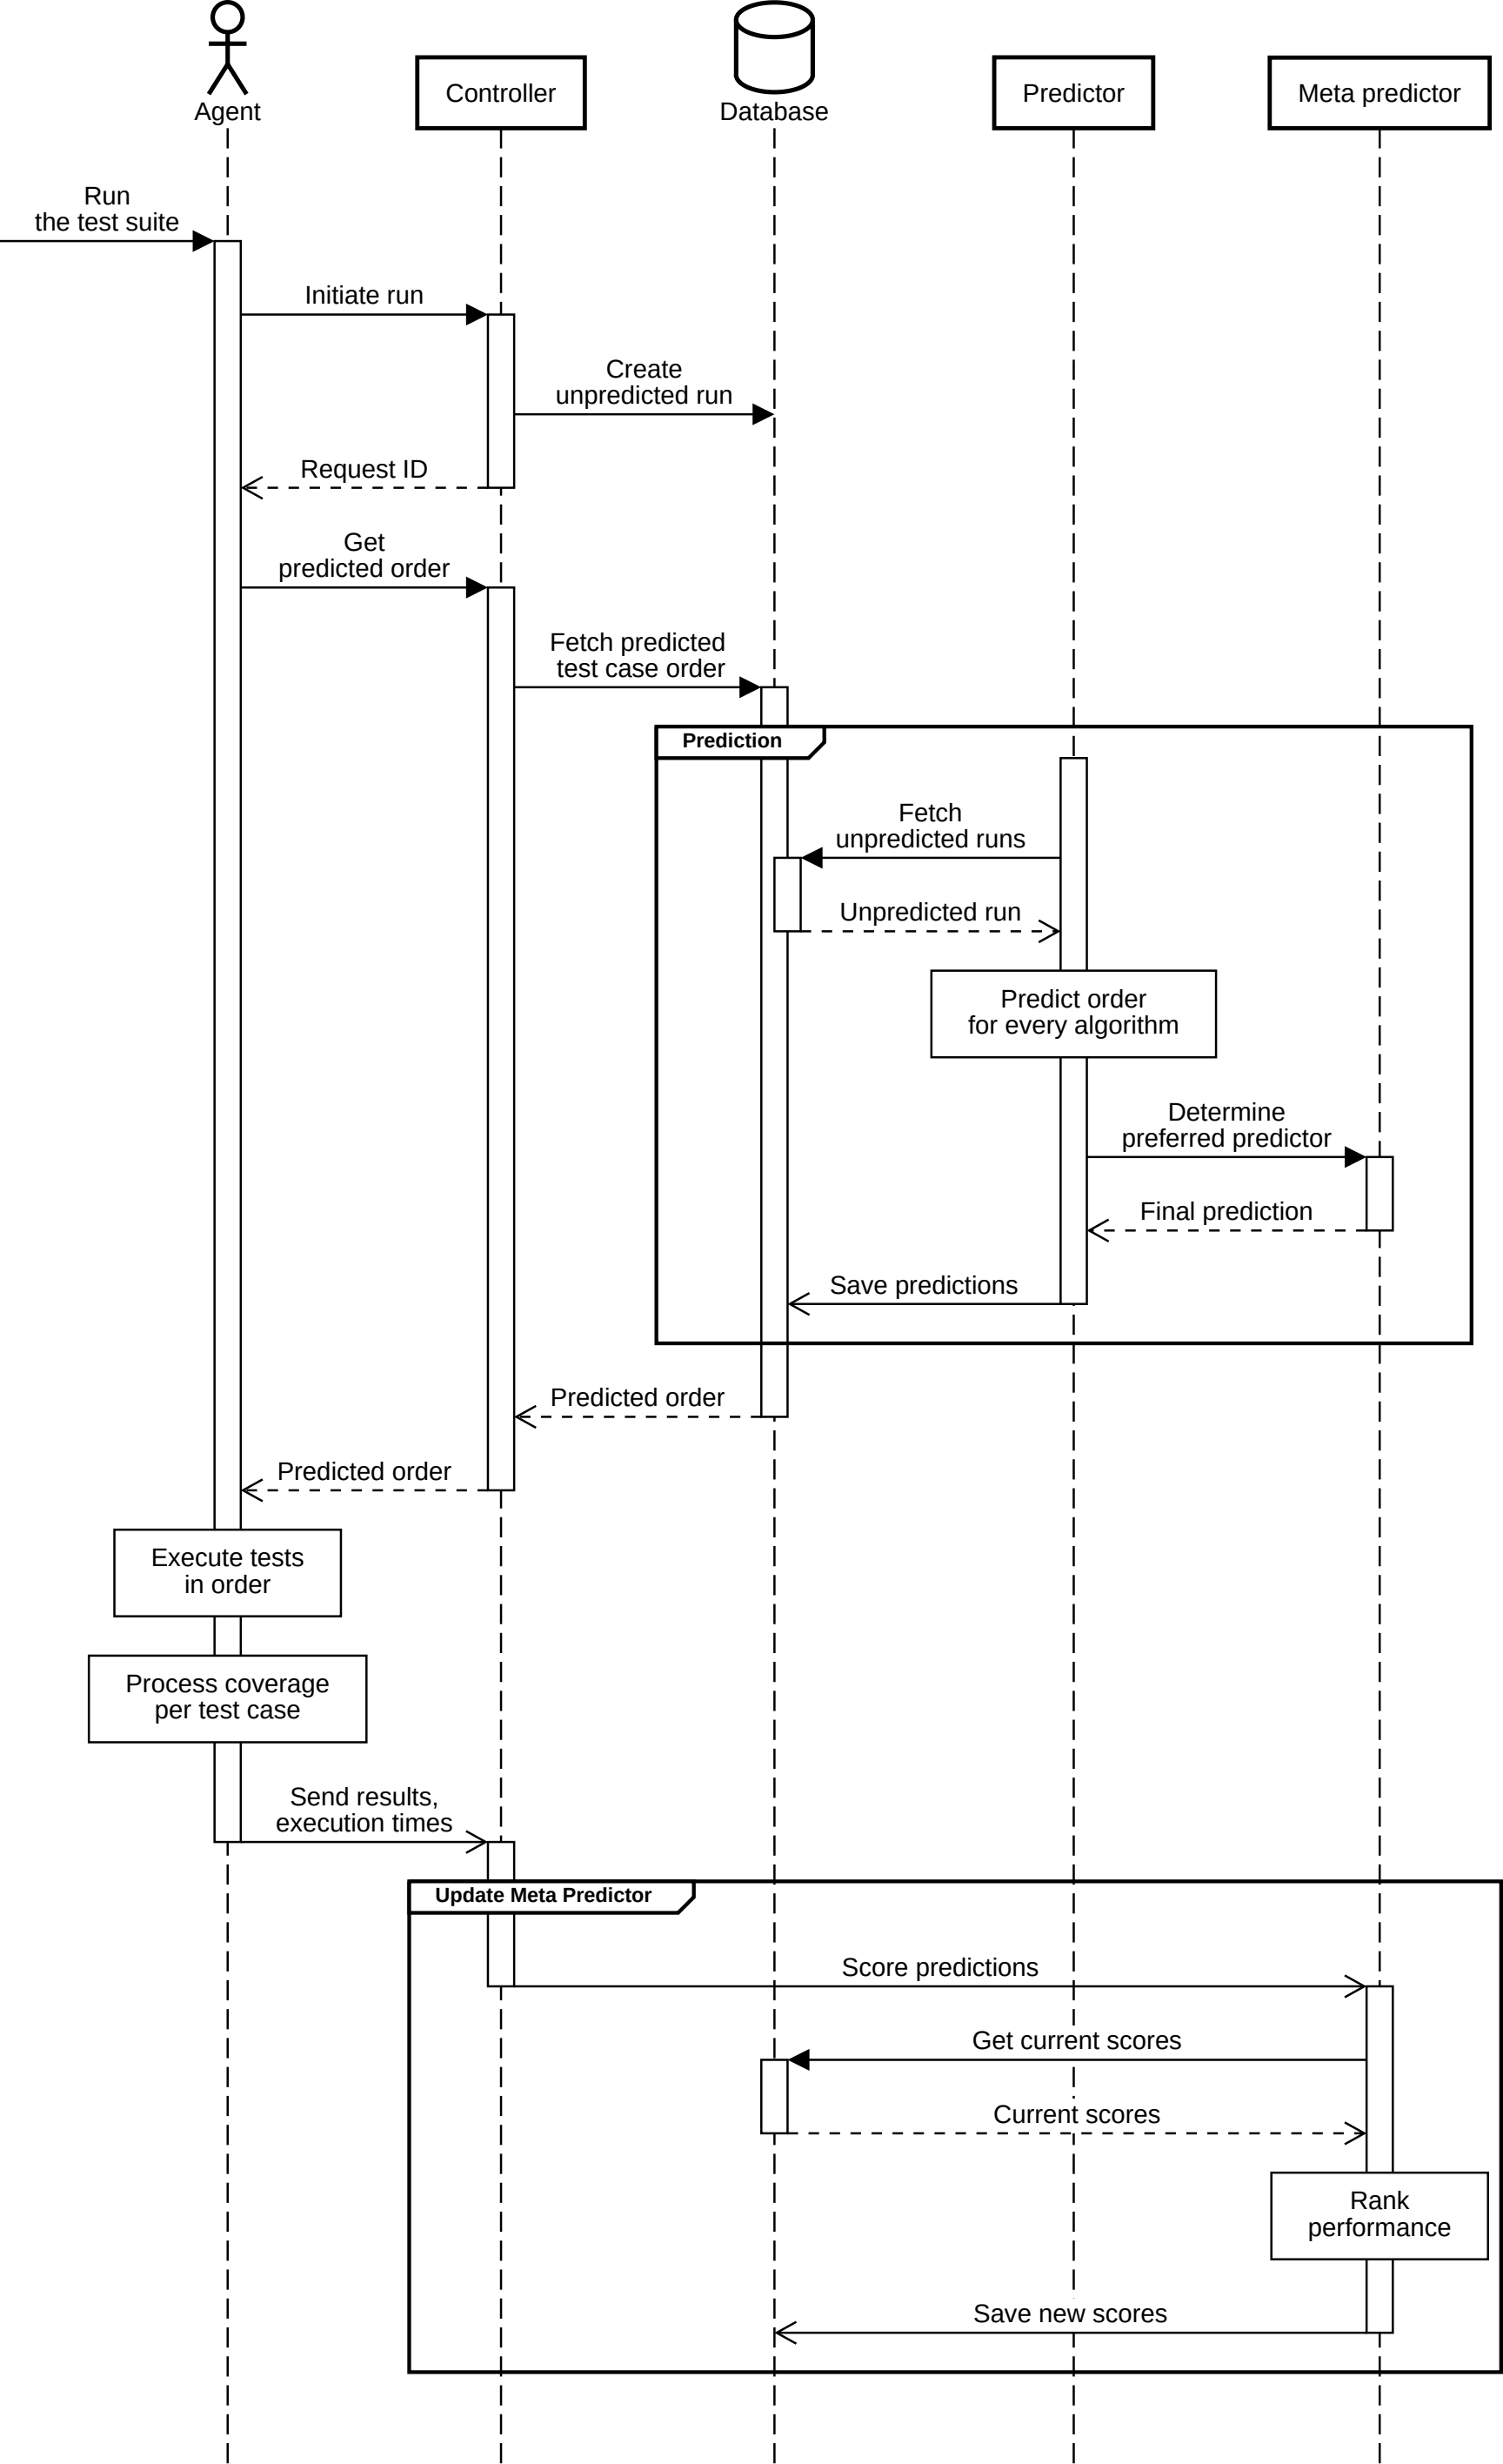 Agent
Controller
Database
Predictor
Meta predictor
Run
the test suite
Initiate run
Create
unpredicted run
Request ID
Get
predicted order
Fetch predicted
test case order
Prediction
Fetch
unpredicted runs
Unpredicted run
Predict order
for every algorithm
Determine
preferred predictor
Final prediction
Save predictions
Predicted order
Predicted order
Execute tests
in order
Process coverage
per test case
Send results,
execution times
Update Meta Predictor
Score predictions
Get current scores
Current scores
Rank
performance
Save new scores